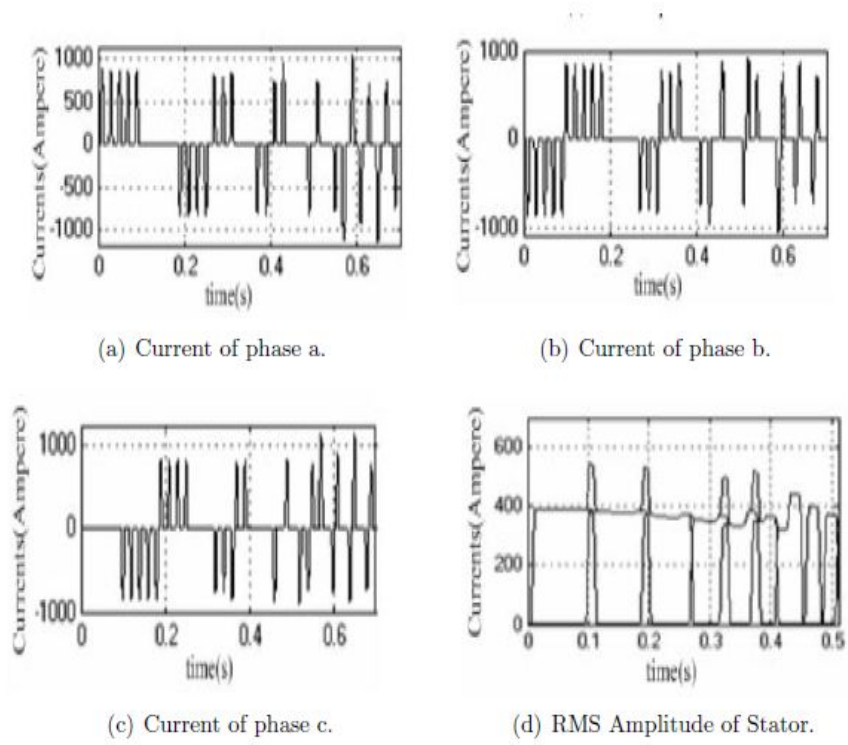 1000
500
0
-500
-1000
0 0.2 0.4 0.6
time(s)
Currents(Ampere)
(a) Current of phase a.
1000
0
-1000
0 0.2 0.4 0.6
time(s)
Currents(Ampere)
(b) Current of phase b.
1000
0
-1000
0 0.2 0.4 0.6
time(s)
Currents(Ampere)
(c) Current of phase c.
600
400
200
0
0 0.1 0.2 0.3 0.4 0.5
time(s)
Currents(Ampere)
(d) RMS Amplitude of Stator.